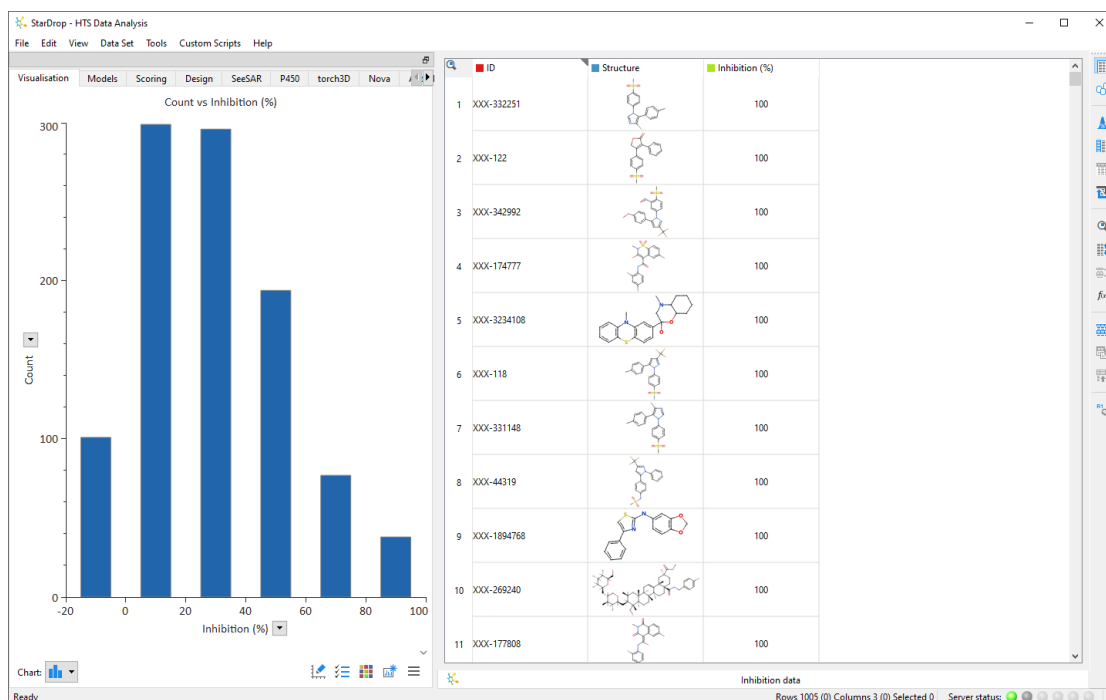 StarDrop - HTS Data Analysis
File Edit View Data Set Tools Custom Scripts Help
Visualisation Models Scoring Design SeeSAR P450 torch3D Nova
Count vs Inhibition (%)
300
200
100
0
-20 0 20 40 60 80 100
Count
Inhibition (%)
Chart:
ID Structure Inhibition (%)
1 XXX-332251 100
2 XXX-122 100
3 XXX-342992 100
4 XXX-174777 100
5 XXX-3234108 100
6 XXX-118 100
7 XXX-331148 100
8 XXX-44319 100
9 XXX-1894768 100
10 XXX-269240 100
11 XXX-177808 100
Inhibition data
Ready
Rows 1005 (0) Columns 3 (0) Selected 0 Server status: